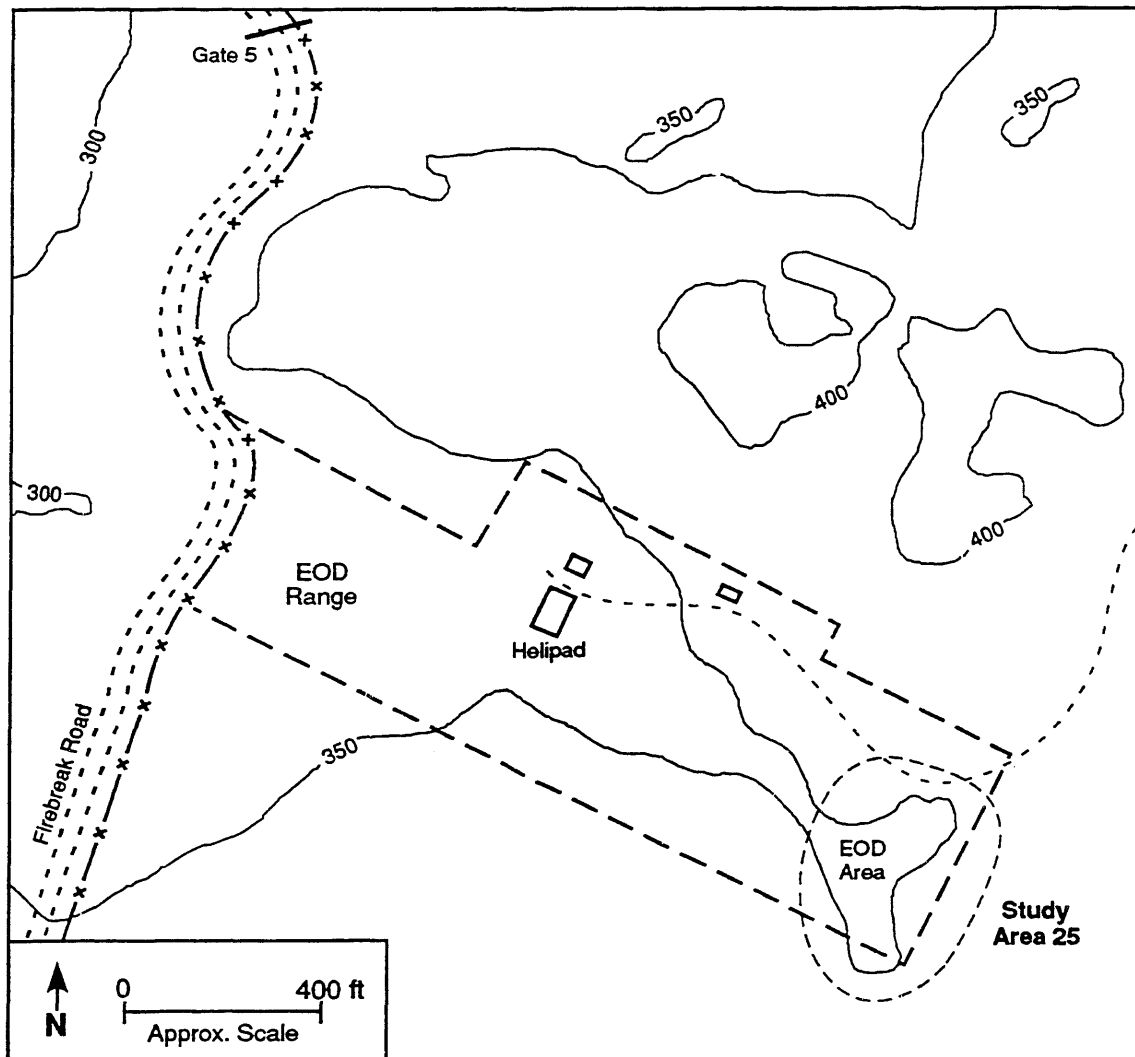 Gate 5
300
350
350
400
400
300
EOD
Range
Helipad
350
Firebreak Road
EOD
Area
Study
Area 25
N
0 400 ft
Approx. Scale